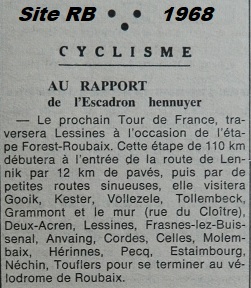 Site RB 1968
CYCLISME
AU RAPPORT
de l'Escadron hennuyer
— Le prochain Tour de France, tra-
versera Lessines à l'occasion de l'éta-
pe Forest-Roubaix. Cette étape de 110 km
débutera à l'entrée de la route de Len-
nik par 12 km de pavés, puis par de
petites routes sinueuses, elle visitera
Gooik, Kester, Vollezele, Tollembeck,
Grammont et le mur (rue du Cloître),
Deux-Acren, Lessines, Frasnes-lez-Buis-
senal, Anvaing, Cordes, Celles, Molem-
baix, Hérinnes, Pecq, Estaimbourg,
Néchin, Touflers pour se terminer au vé-
lodrome de Roubaix.